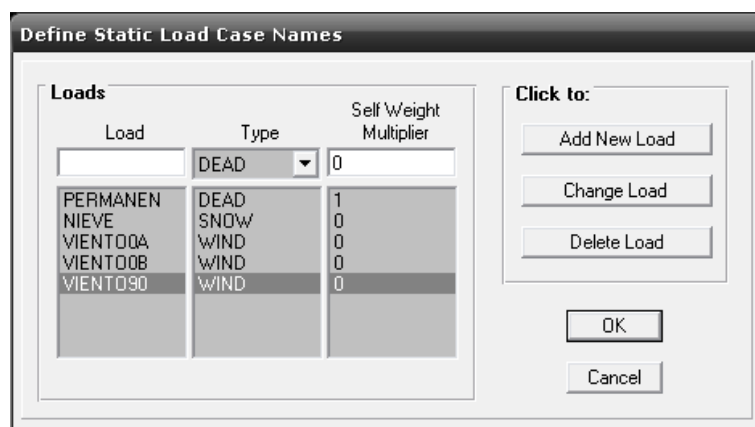 Define Static Load Case Names
Loads
Load Type Self Weight Multiplier
DEAD 0
PERMANEN DEAD 1
NIEVE SNOW 0
VIENTO0A WIND 0
VIENTO0B WIND 0
VIENTO90 WIND 0
Click to:
Add New Load
Change Load
Delete Load
OK
Cancel